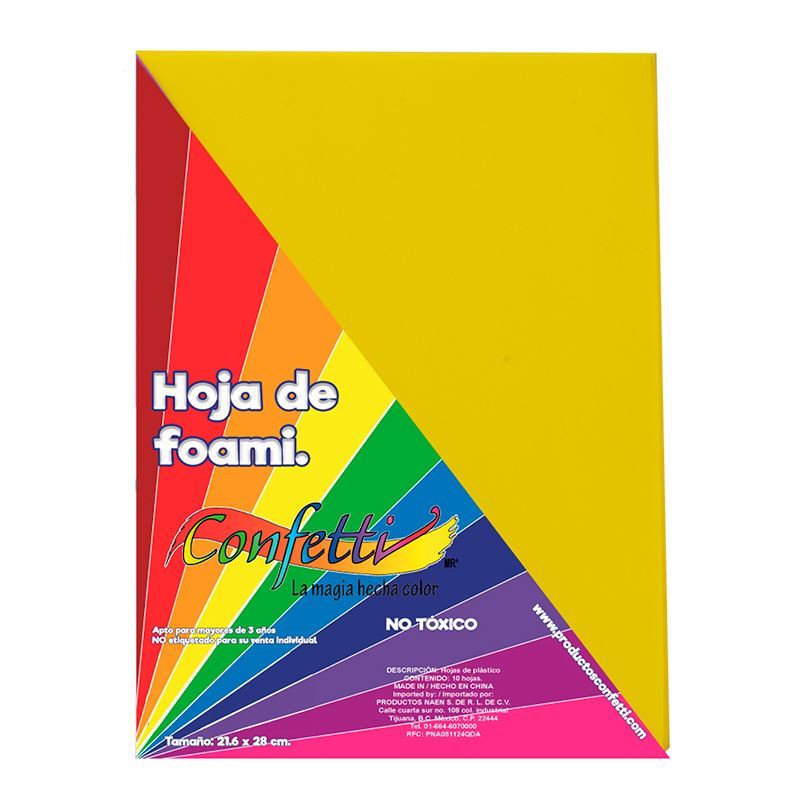 Hoja de
foami.
Confetti
MR®
La magia hecha color
Apto para mayores de 3 años
NO etiquetado para su venta individual
NO TÓXICO
www.productosconfetti.com
DESCRIPCIÓN: Hojas de plástico
CONTENIDO: 10 hojas.
MADE IN / HECHO EN CHINA
Imported by: / Importado por:
PRODUCTOS NAEN S. DE R. L. DE C.V.
Calle cuarta sur no. 108 col. industrial
Tijuana, B.C. México. C.P. 22444
Tel. 01-664-6070000
RFC: PNA051124QDA
Tamaño: 21.6 x 28 cm.